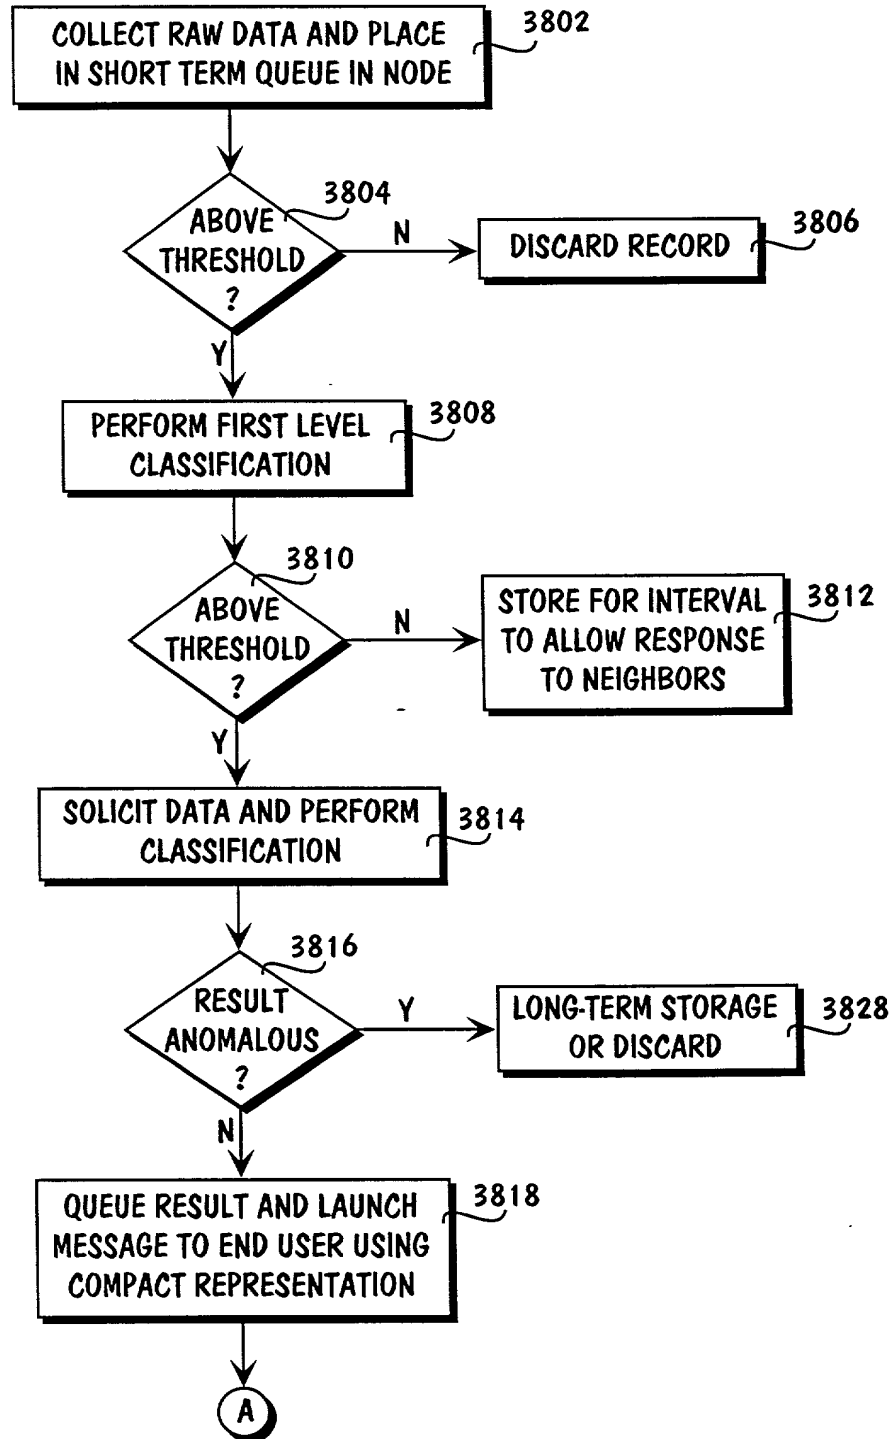 COLLECT RAW DATA AND PLACE
IN SHORT TERM QUEUE IN NODE
3802
3804
ABOVE
THRESHOLD
?
N
DISCARD RECORD
3806
Y
PERFORM FIRST LEVEL
CLASSIFICATION
3808
3810
ABOVE
THRESHOLD
?
N
STORE FOR INTERVAL
TO ALLOW RESPONSE
TO NEIGHBORS
3812
Y
SOLICIT DATA AND PERFORM
CLASSIFICATION
3814
3816
RESULT
ANOMALOUS
?
Y
LONG-TERM STORAGE
OR DISCARD
3828
N
QUEUE RESULT AND LAUNCH
MESSAGE TO END USER USING
COMPACT REPRESENTATION
3818
A